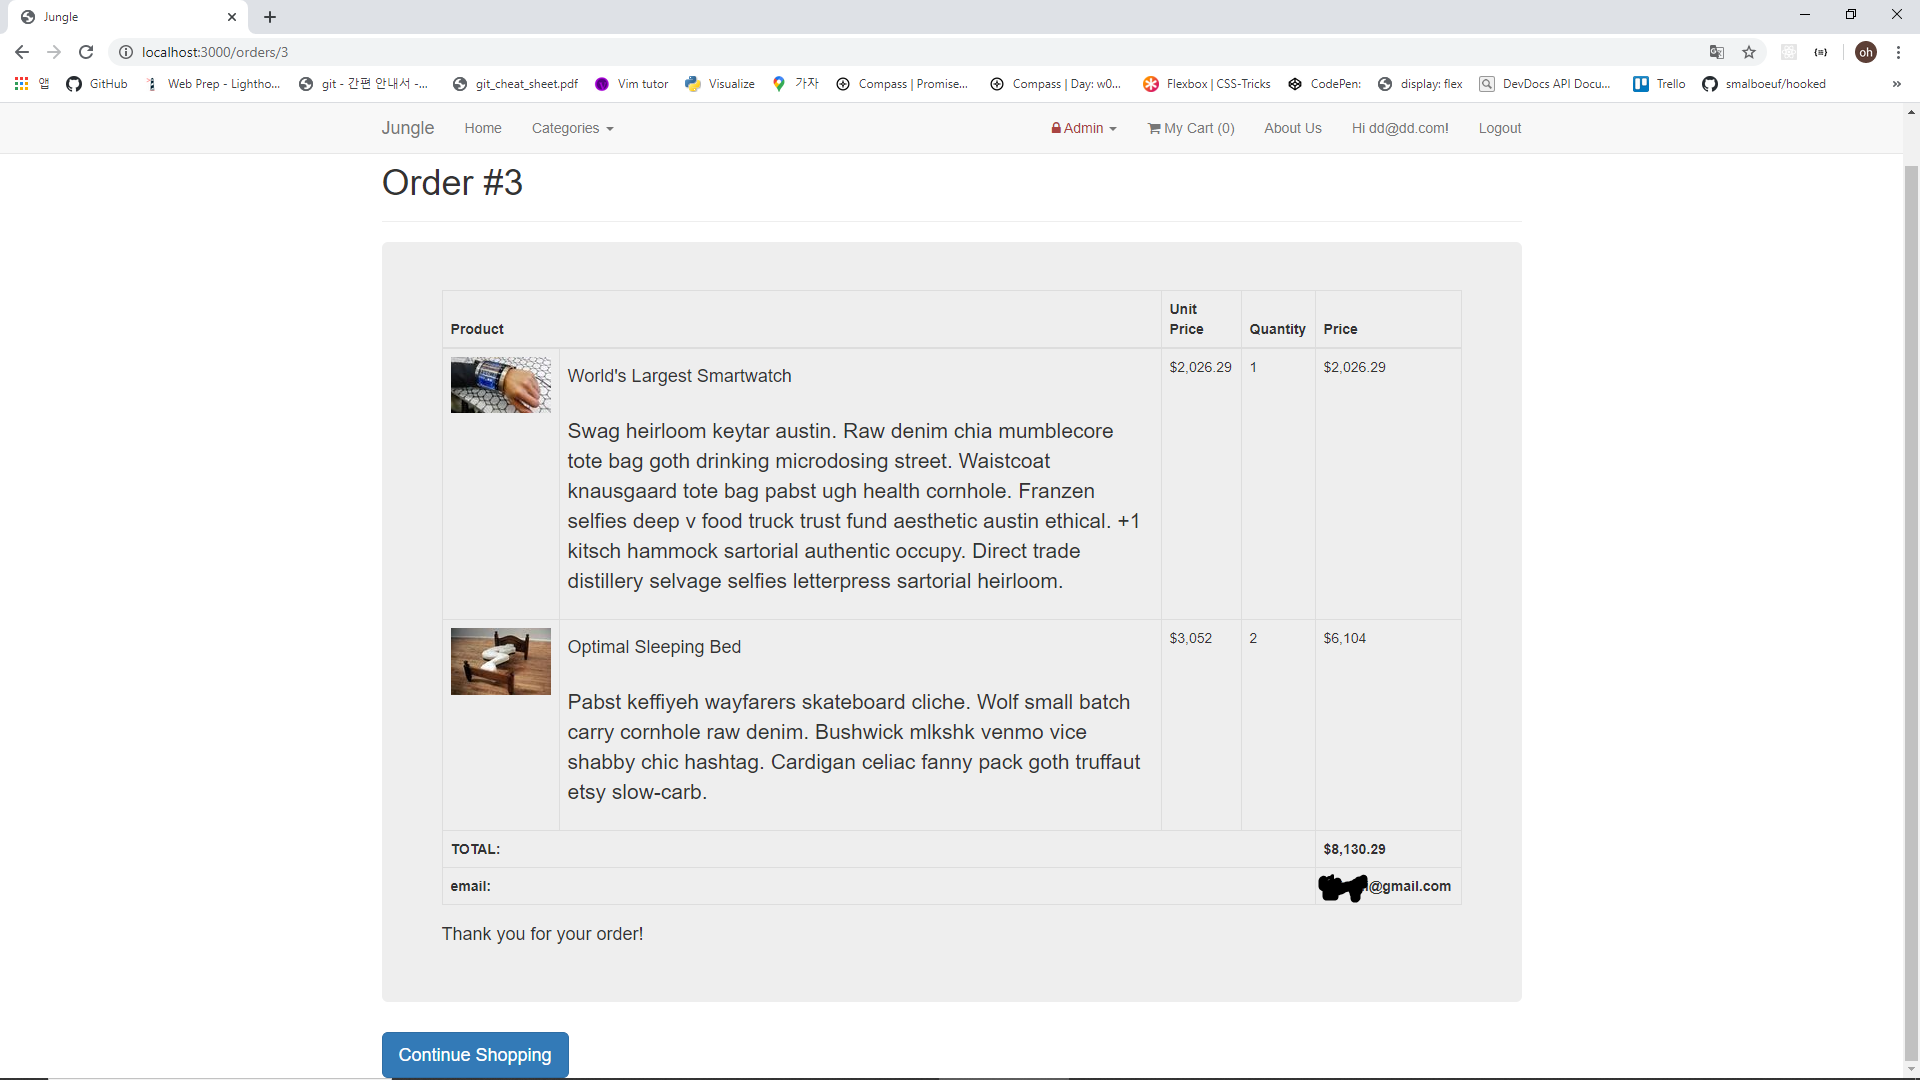 Jungle
localhost:3000/orders/3
oh
앱
GitHub
Web Prep - Lightho...
git - 간편 안내서 -...
git_cheat_sheet.pdf
Vim tutor
Visualize
가자
Compass | Promise...
Compass | Day: w0...
Flexbox | CSS-Tricks
CodePen:
display: flex
DevDocs API Docu...
Trello
smalboeuf/hooked
»
Jungle
Home
Categories
Admin
My Cart (0)
About Us
Hi dd@dd.com!
Logout
Order #3
Product
Unit
Price
Quantity
Price
World's Largest Smartwatch
$2,026.29
1
$2,026.29
Swag heirloom keytar austin. Raw denim chia mumblecore
tote bag goth drinking microdosing street. Waistcoat
knausgaard tote bag pabst ugh health cornhole. Franzen
selfies deep v food truck trust fund aesthetic austin ethical. +1
kitsch hammock sartorial authentic occupy. Direct trade
distillery selvage selfies letterpress sartorial heirloom.
Optimal Sleeping Bed
$3,052
2
$6,104
Pabst keffiyeh wayfarers skateboard cliche. Wolf small batch
carry cornhole raw denim. Bushwick mlkshk venmo vice
shabby chic hashtag. Cardigan celiac fanny pack goth truffaut
etsy slow-carb.
TOTAL:
$8,130.29
email:
@gmail.com
Thank you for your order!
Continue Shopping